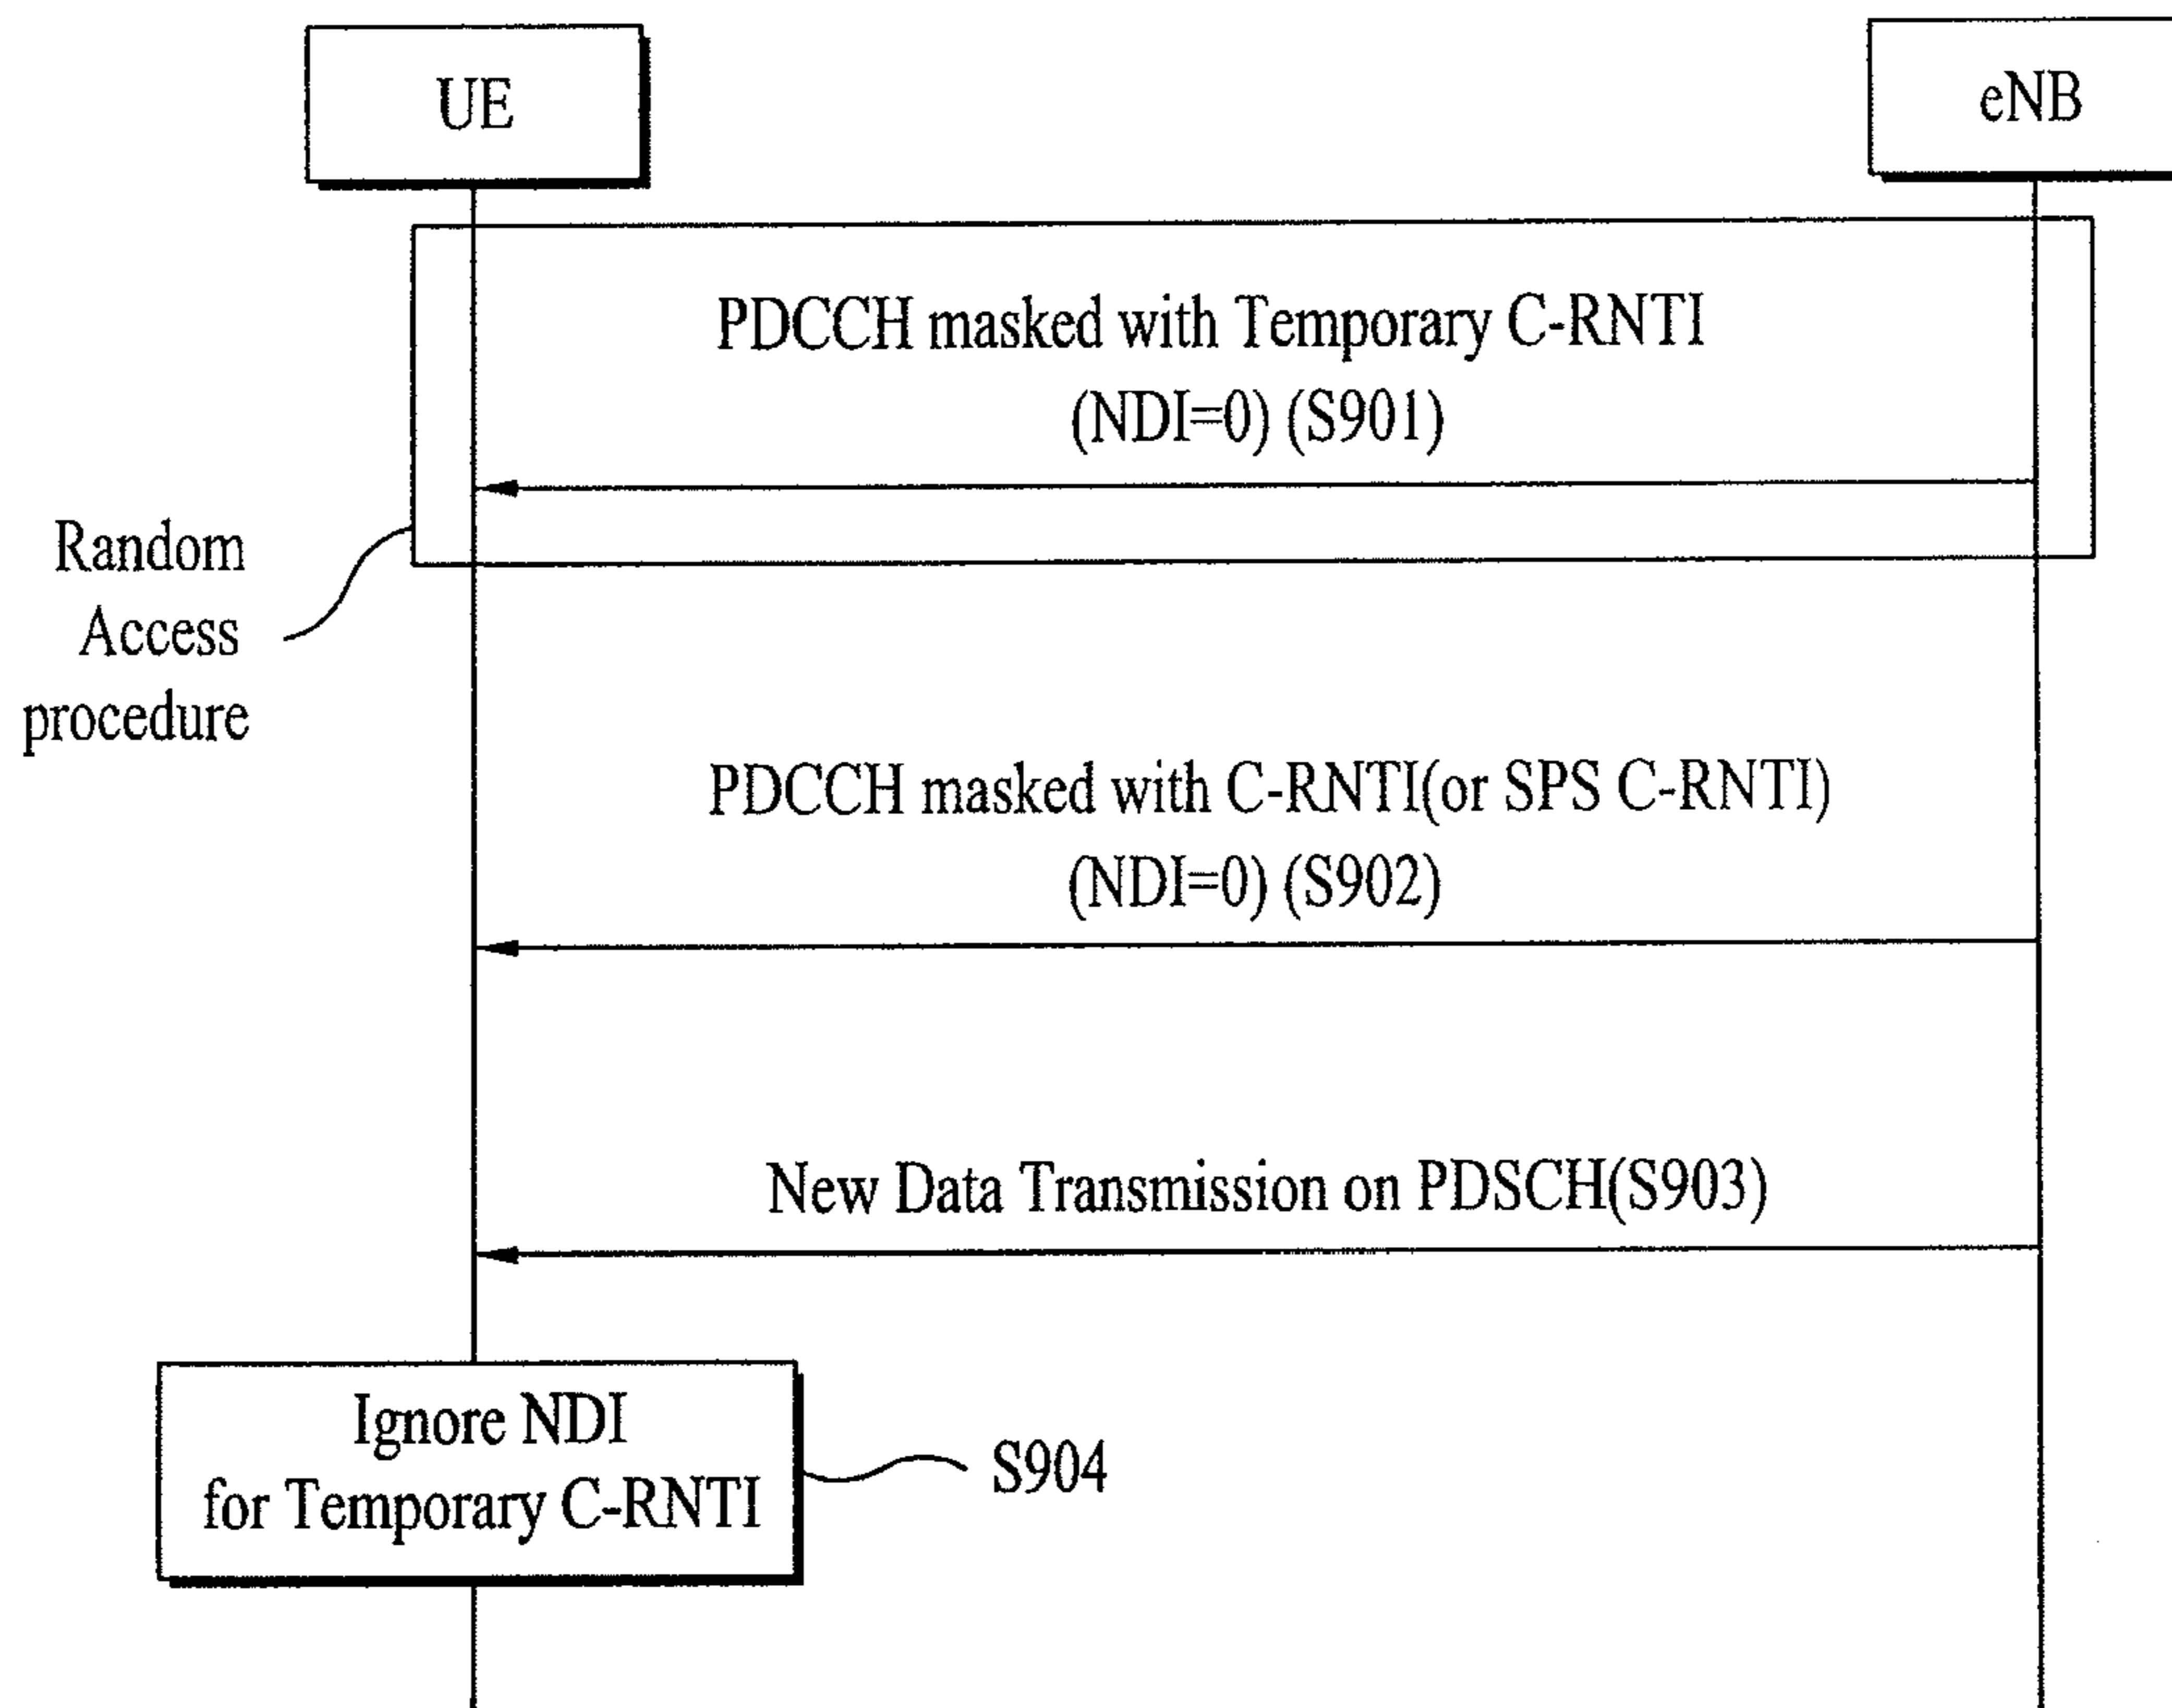 UE
eNB
PDCCH masked with Temporary C-RNTI
(NDI=0) (S901)
Random
Access
procedure
PDCCH masked with C-RNTI(or SPS C-RNTI)
(NDI=0) (S902)
New Data Transmission on PDSCH(S903)
Ignore NDI
for Temporary C-RNTI
S904